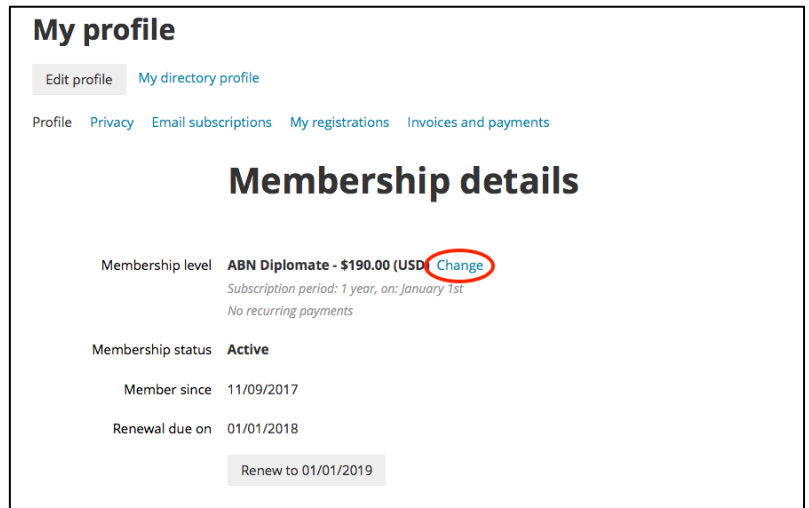 My profile
Edit profile My directory profile
Profile Privacy Email subscriptions My registrations Invoices and payments
Membership details
Membership level ABN Diplomate - $190.00 (USD) Change
Subscription period: 1 year, on: January 1st
No recurring payments
Membership status Active
Member since 11/09/2017
Renewal due on 01/01/2018
Renew to 01/01/2019